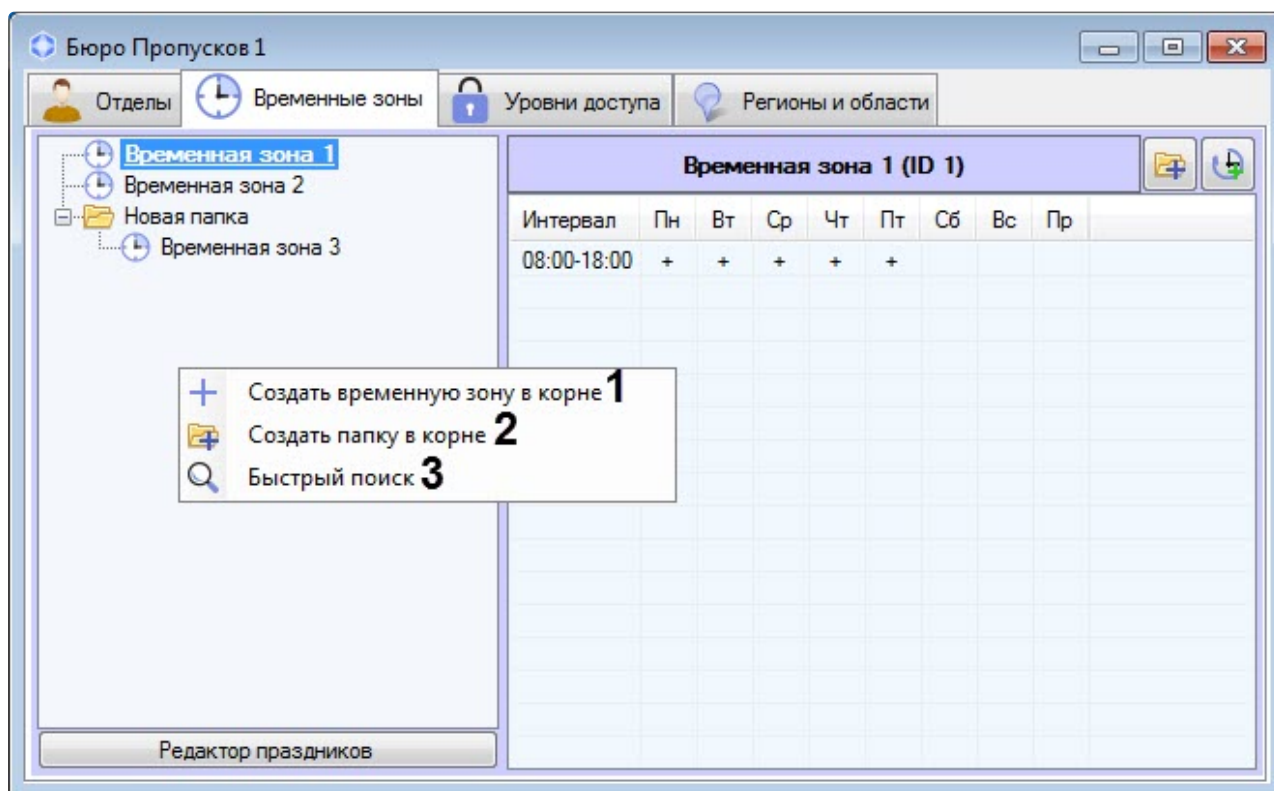 Бюро Пропусков 1
Отделы Временные зоны Уровни доступа Регионы и области
Временная зона 1
Временная зона 2
Новая папка
Временная зона 3
Временная зона 1 (ID 1)
Интервал Пн Вт Ср Чт Пт Сб Вс Пр
08:00-18:00 + + + + +
Создать временную зону в корне 1
Создать папку в корне 2
Быстрый поиск 3
Редактор праздников